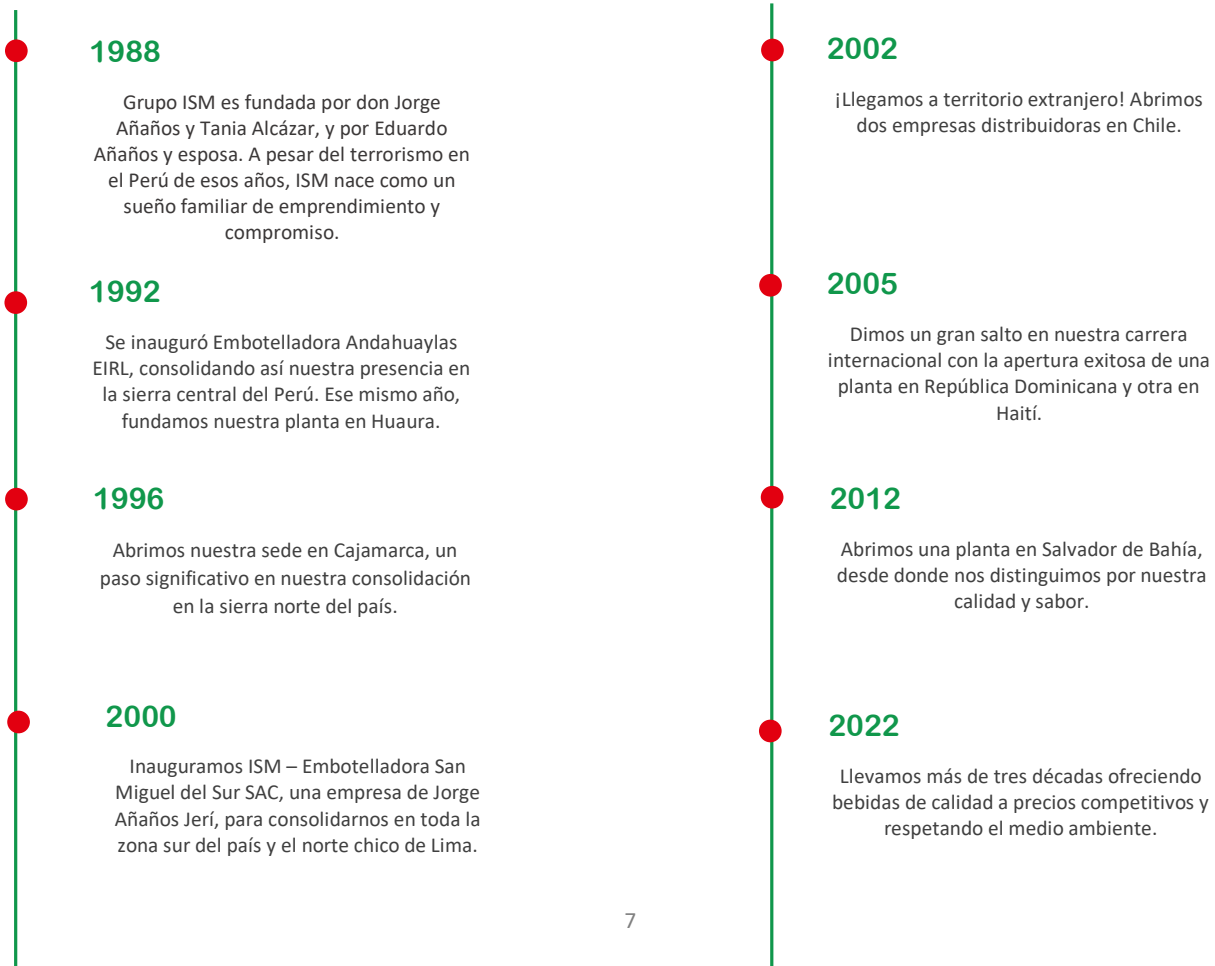 1988
Grupo ISM es fundada por don Jorge
Añaños y Tania Alcázar, y por Eduardo
Añaños y esposa. A pesar del terrorismo en
el Perú de esos años, ISM nace como un
sueño familiar de emprendimiento y
compromiso.
1992
Se inauguró Embotelladora Andahuaylas
EIRL, consolidando así nuestra presencia en
la sierra central del Perú. Ese mismo año,
fundamos nuestra planta en Huaura.
1996
Abrimos nuestra sede en Cajamarca, un
paso significativo en nuestra consolidación
en la sierra norte del país.
2000
Inauguramos ISM – Embotelladora San
Miguel del Sur SAC, una empresa de Jorge
Añaños Jerí, para consolidarnos en toda la
zona sur del país y el norte chico de Lima.
2002
¡Llegamos a territorio extranjero! Abrimos
dos empresas distribuidoras en Chile.
2005
Dimos un gran salto en nuestra carrera
internacional con la apertura exitosa de una
planta en República Dominicana y otra en
Haití.
2012
Abrimos una planta en Salvador de Bahía,
desde donde nos distinguimos por nuestra
calidad y sabor.
2022
Llevamos más de tres décadas ofreciendo
bebidas de calidad a precios competitivos y
respetando el medio ambiente.
7